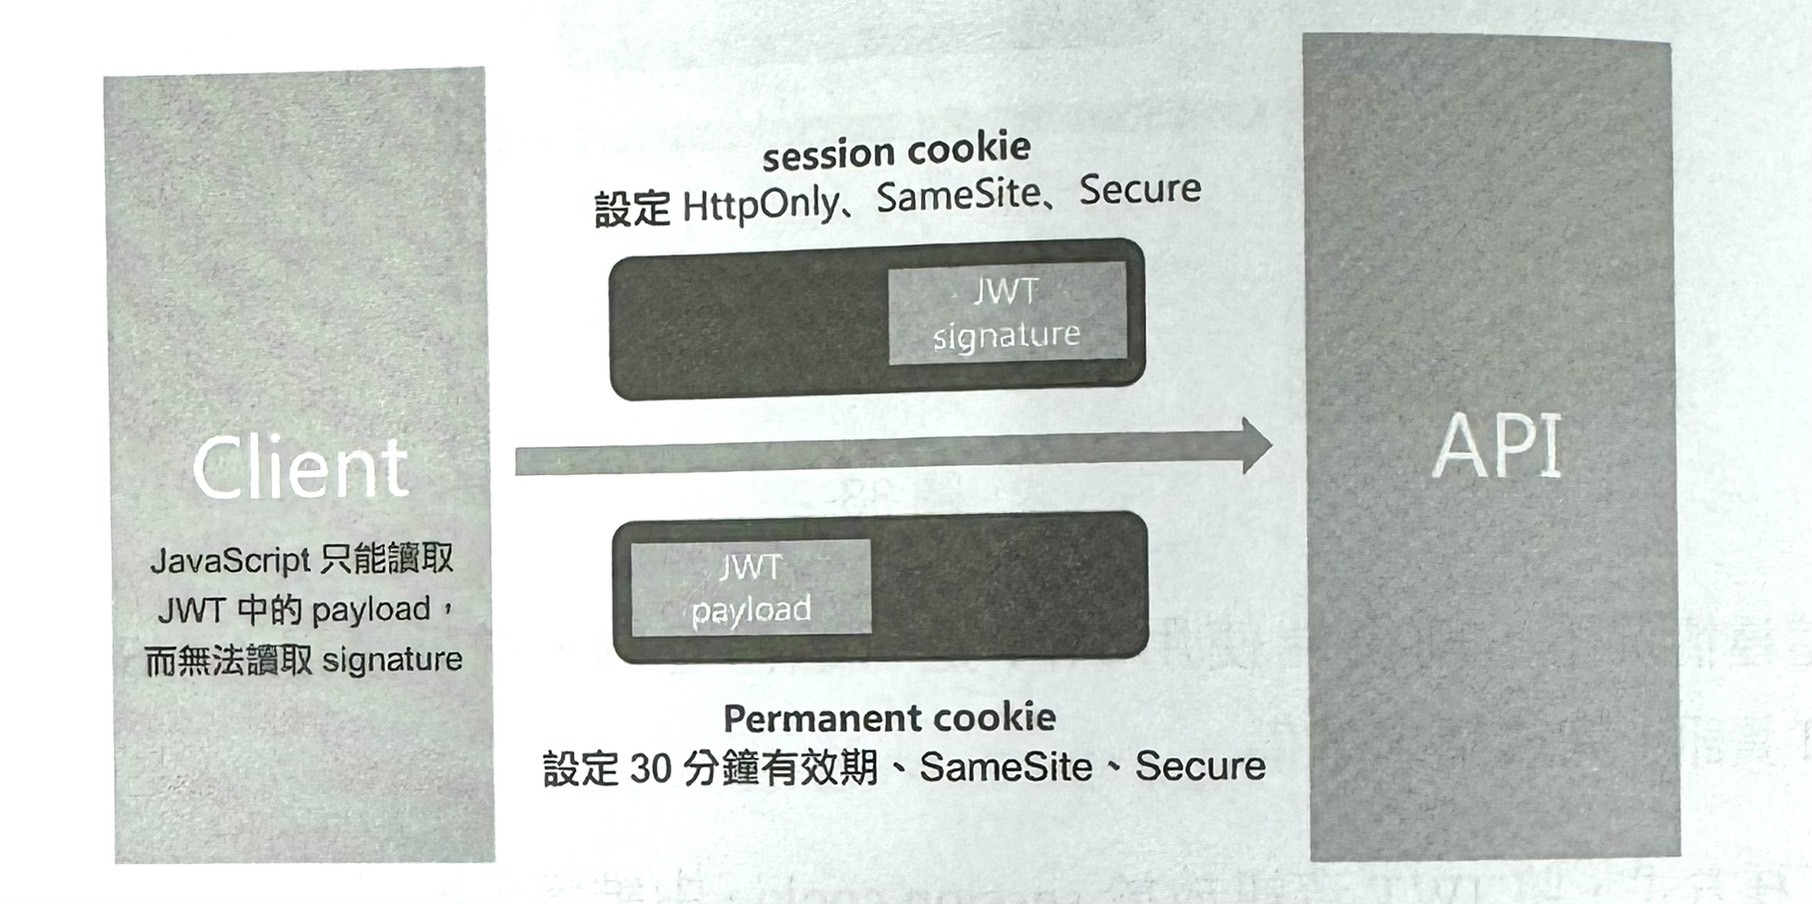 session cookie
設定 HttpOnly、SameSite、Secure
JWT
signature
Client
JavaScript 只能讀取
JWT 中的 payload，
而無法讀取 signature
API
JWT
payload
Permanent cookie
設定 30 分鐘有效期、SameSite、Secure